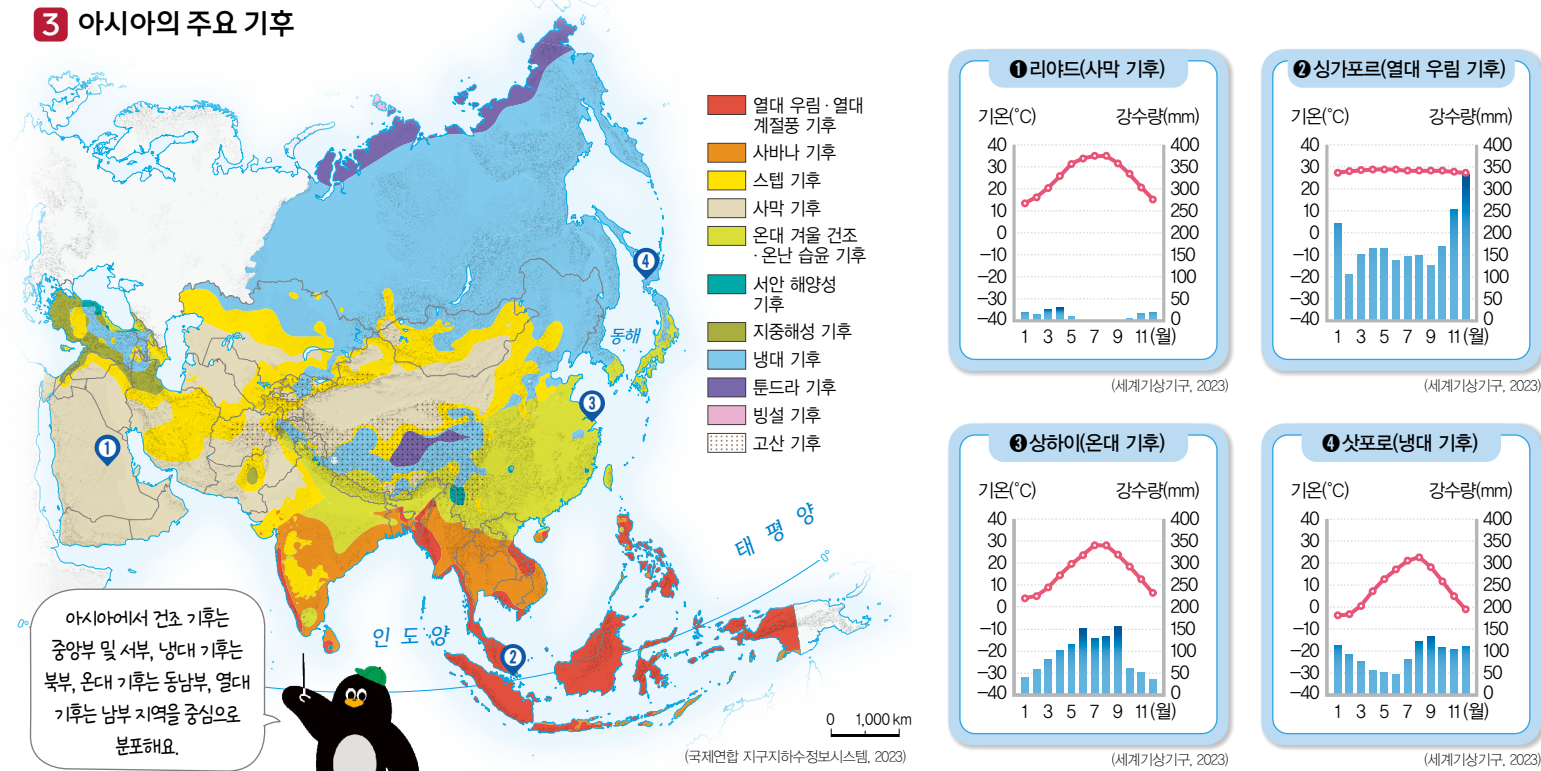 3 아시아의 주요 기후
열대 우림·열대
계절풍 기후
사바나 기후
스텝 기후
사막 기후
온대 겨울 건조
·온난 습윤 기후
서안 해양성
기후
지중해성 기후
냉대 기후
툰드라 기후
빙설 기후
고산 기후
4
동해
3
1
태평양
0°
0°
인도양
2
아시아에서 건조 기후는
중앙부 및 서부, 냉대 기후는
북부, 온대 기후는 동남부, 열대
기후는 남부 지역을 중심으로
분포해요.
0 1,000 km
(국제연합 지구지하수정보시스템, 2023)
❶리야드(사막 기후)
기온(°C) 강수량(mm)
40 400
30 350
20 300
10 250
0 200
-10 150
-20 100
-30 50
-40 0
1 3 5 7 9 11(월)
(세계기상기구, 2023)
❷싱가포르(열대 우림 기후)
기온(°C) 강수량(mm)
40 400
30 350
20 300
10 250
0 200
-10 150
-20 100
-30 50
-40 0
1 3 5 7 9 11(월)
(세계기상기구, 2023)
❸상하이(온대 기후)
기온(°C) 강수량(mm)
40 400
30 350
20 300
10 250
0 200
-10 150
-20 100
-30 50
-40 0
1 3 5 7 9 11(월)
(세계기상기구, 2023)
❹삿포로(냉대 기후)
기온(°C) 강수량(mm)
40 400
30 350
20 300
10 250
0 200
-10 150
-20 100
-30 50
-40 0
1 3 5 7 9 11(월)
(세계기상기구, 2023)